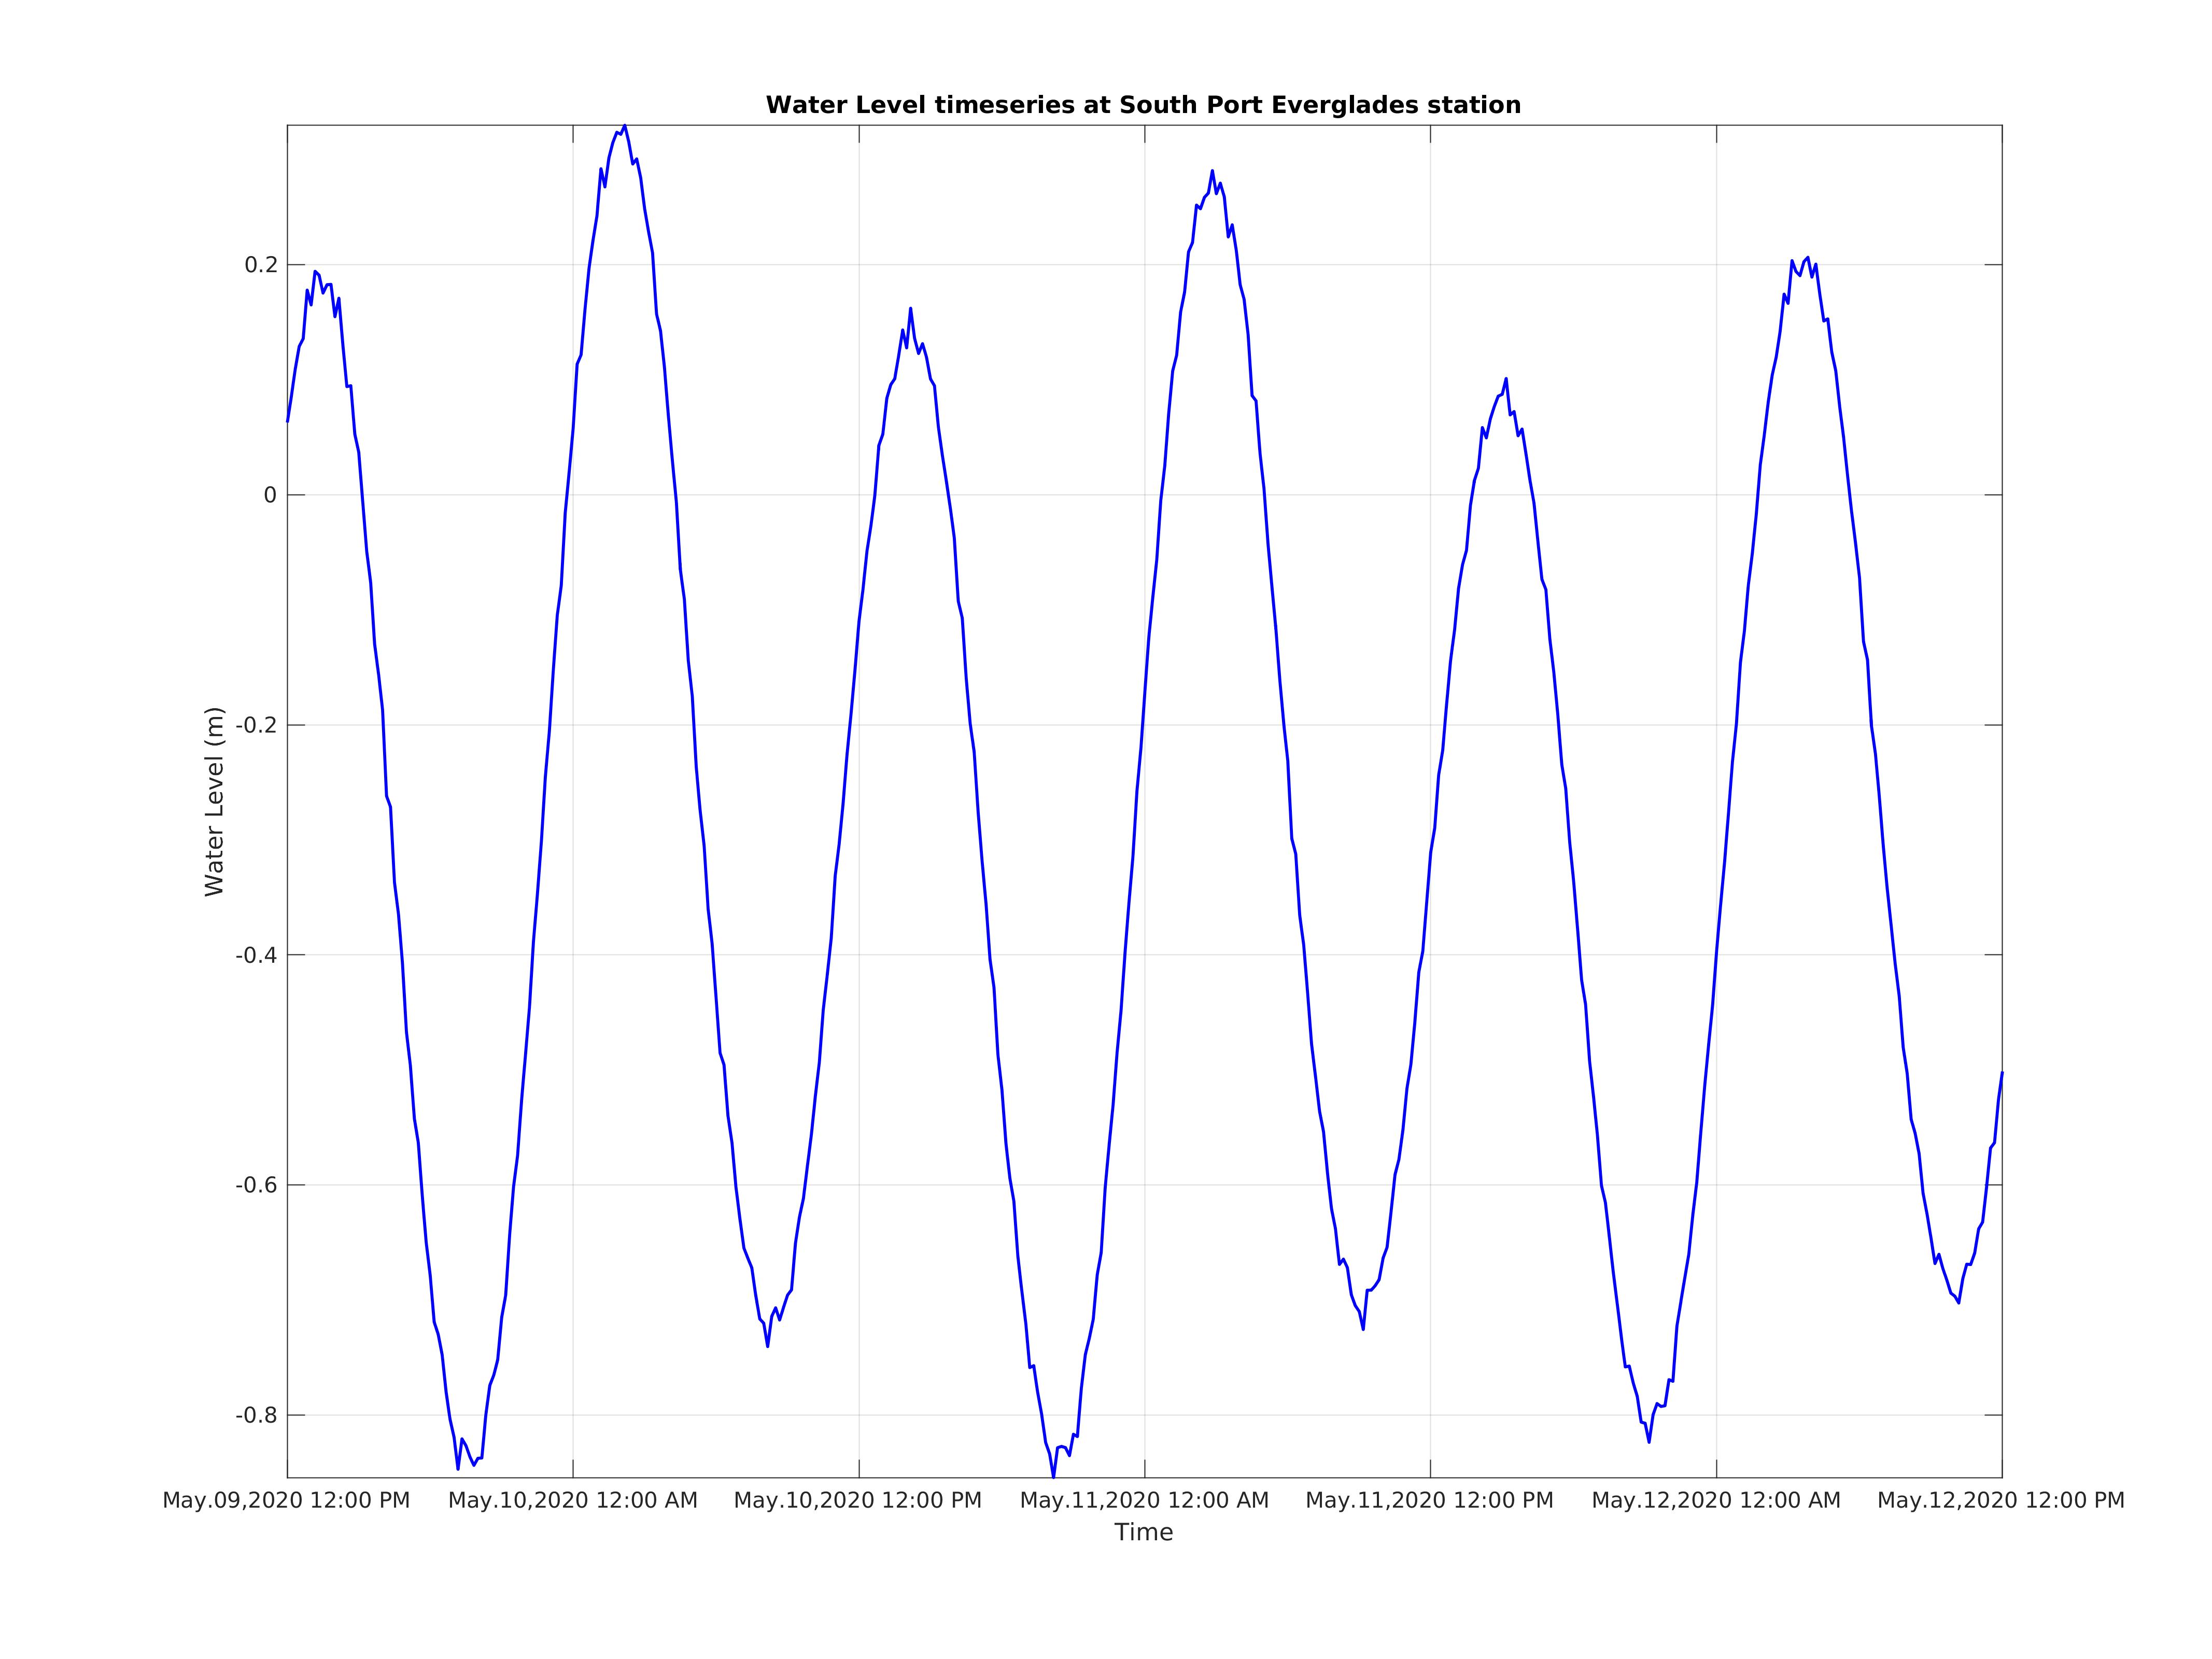 Water Level timeseries at South Port Everglades station
0.2
0
-0.2
-0.4
-0.6
-0.8
Water Level (m)
May.09,2020 12:00 PM May.10,2020 12:00 AM May.10,2020 12:00 PM May.11,2020 12:00 AM May.11,2020 12:00 PM May.12,2020 12:00 AM May.12,2020 12:00 PM
Time